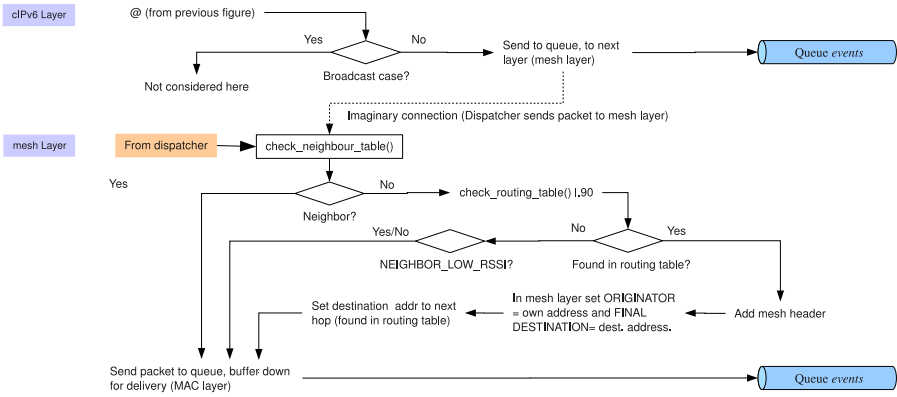 cIPv6 Layer
@ (from previous figure)
Yes
No
Broadcast case?
Send to queue, to next
layer (mesh layer)
Queue events
Not considered here
Imaginary connection (Dispatcher sends packet to mesh layer)
mesh Layer
From dispatcher
check_neighbour_table()
Yes
No
Neighbor?
check_routing_table() l.90
Yes/No
NEIGHBOR_LOW_RSSI?
No
Yes
Found in routing table?
Set destination addr to next
hop (found in routing table)
In mesh layer set ORIGINATOR
= own address and FINAL
DESTINATION= dest. address.
Add mesh header
Send packet to queue, buffer down
for delivery (MAC layer)
Queue events